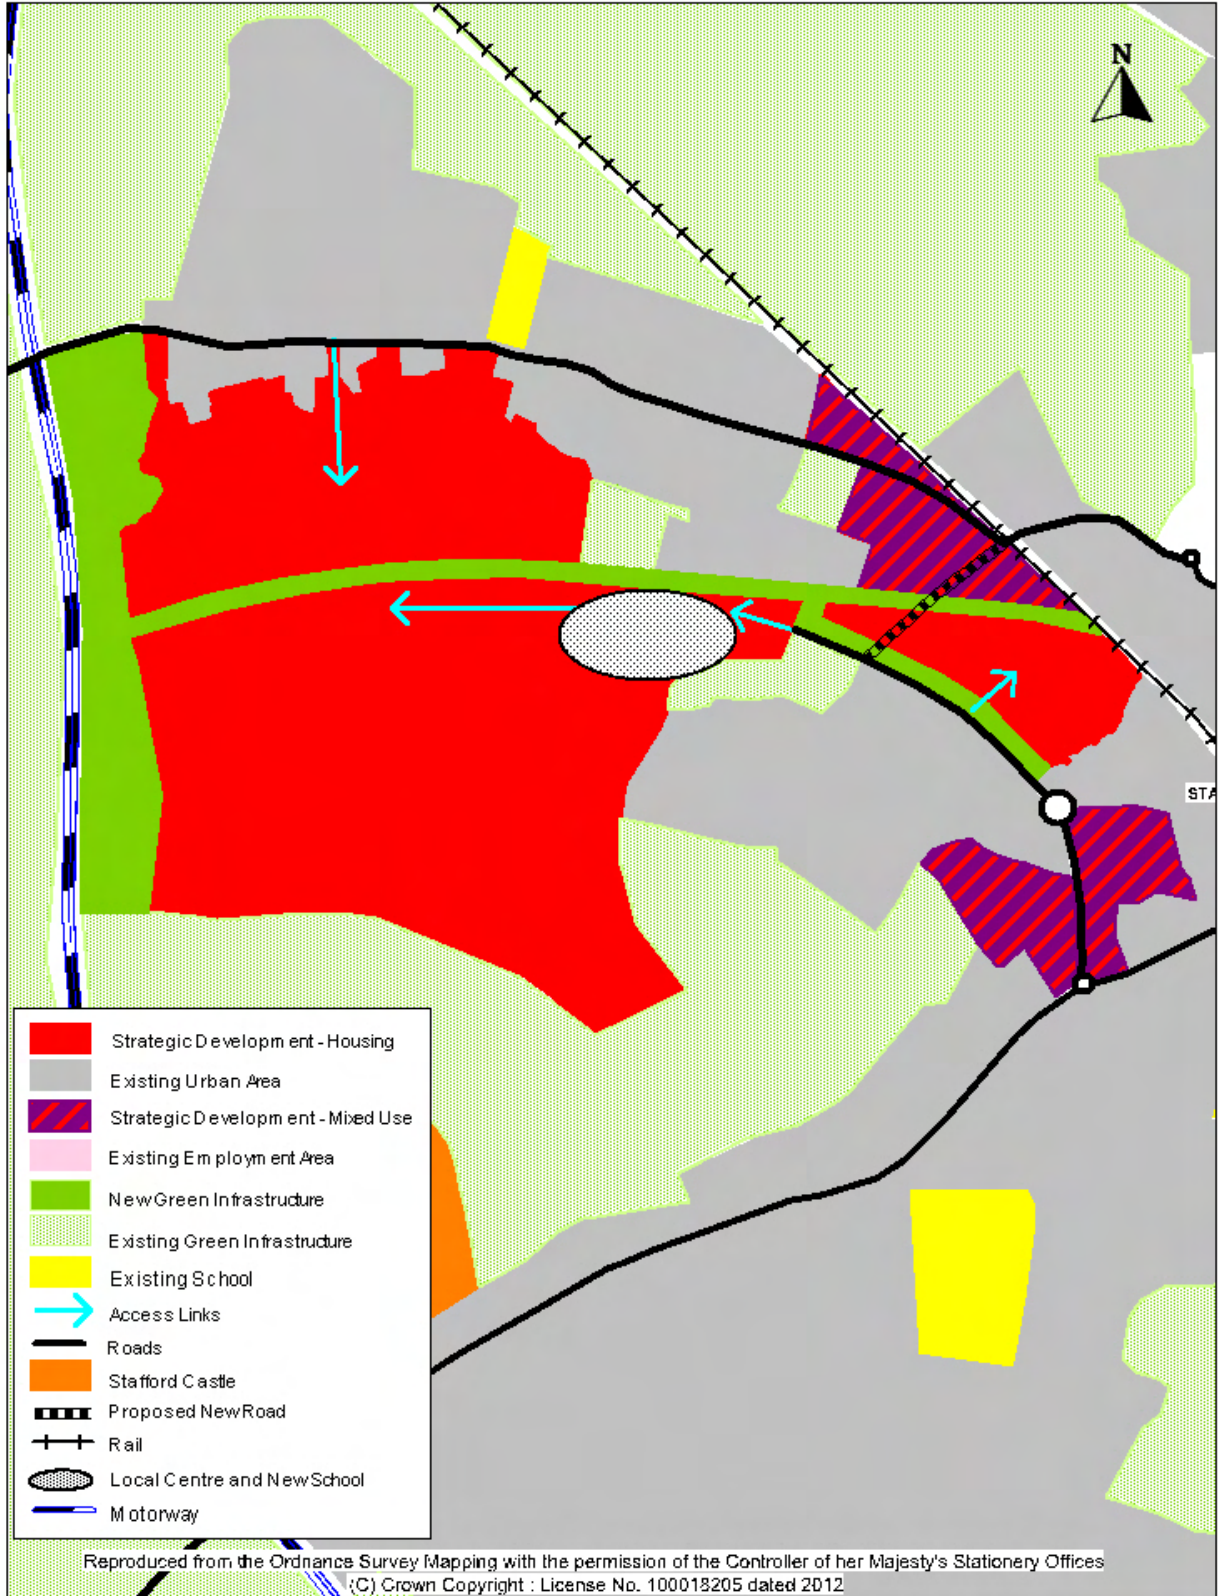 N
STA
Strategic Development - Housing
Existing Urban Area
Strategic Development - Mixed Use
Existing Employment Area
New Green Infrastructure
Existing Green Infrastructure
Existing School
Access Links
Roads
Stafford Castle
Proposed New Road
Rail
Local Centre and New School
Motorway
Reproduced from the Ordnance Survey Mapping with the permission of the Controller of her Majesty's Stationery Offices
(C) Crown Copyright : License No. 100018205 dated 2012